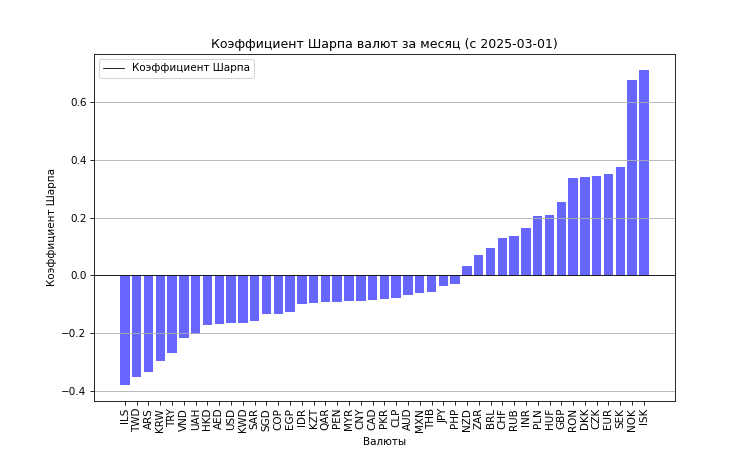 Коэффициент Шарпа валют за месяц (с 2025-03-01)
Коэффициент Шарпа
Коэффициент Шарпа
0.6
0.4
0.2
0.0
−0.2
−0.4
ILS TWD ARS KRW TRY VND UAH HKD AED USD KWD SAR SGD COP EGP IDR KZT QAR PEN MYR CNY CAD PKR CLP AUD MXN THB JPY PHP NZD ZAR BRL CHF RUB INR PLN HUF GBP RON DKK CZK EUR SEK NOK ISK
Валюты